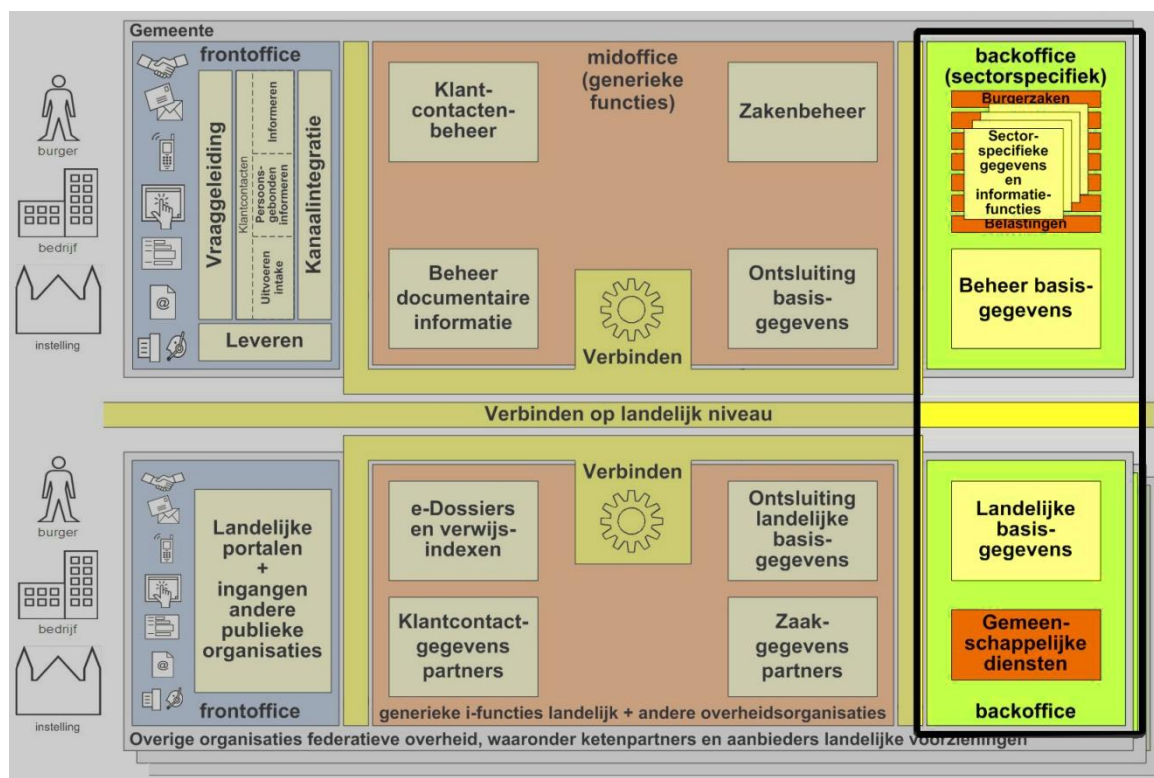 Gemeente
frontoffice
midoffice
(generieke
functies)
backoffice
(sectorspecifiek)
burger
bedrijf
instelling
@
Vraaggeleiding
Klantcontacten
Informeren
Persoons-
gebonden
informeren
Uitvoeren
intake
Kanaalintegratie
Leveren
Klant-
contacten-
beheer
Zakenbeheer
Beheer
documentaire
informatie
Verbinden
Ontsluiting
basis-
gegevens
Burgerzaken
Sector-
specifieke
gegevens
en
informatie-
functies
Belastingen
Beheer basis-
gegevens
Verbinden op landelijk niveau
burger
bedrijf
instelling
@
Landelijke
portalen
+
ingangen
andere
publieke
organisaties
frontoffice
Verbinden
e-Dossiers
en verwijs-
indexen
Ontsluiting
landelijke
basis-
gegevens
Klantcontact-
gegevens
partners
Zaak-
gegevens
partners
generieke i-functies landelijk + andere overheidsorganisaties
Landelijke
basis-
gegevens
Gemeen-
schappelijke
diensten
backoffice
Overige organisaties federatieve overheid, waaronder ketenpartners en aanbieders landelijke voorzieningen